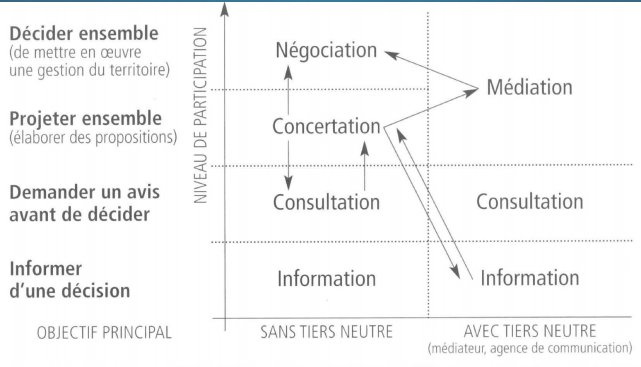 Décider ensemble
(de mettre en œuvre
une gestion du territoire)
Négociation
Médiation
Projeter ensemble
(élaborer des propositions)
Concertation
NIVEAU DE PARTICIPATION
Demander un avis
avant de décider
Consultation
Consultation
Informer
d'une décision
Information
Information
OBJECTIF PRINCIPAL
SANS TIERS NEUTRE
AVEC TIERS NEUTRE
(médiateur, agence de communication)